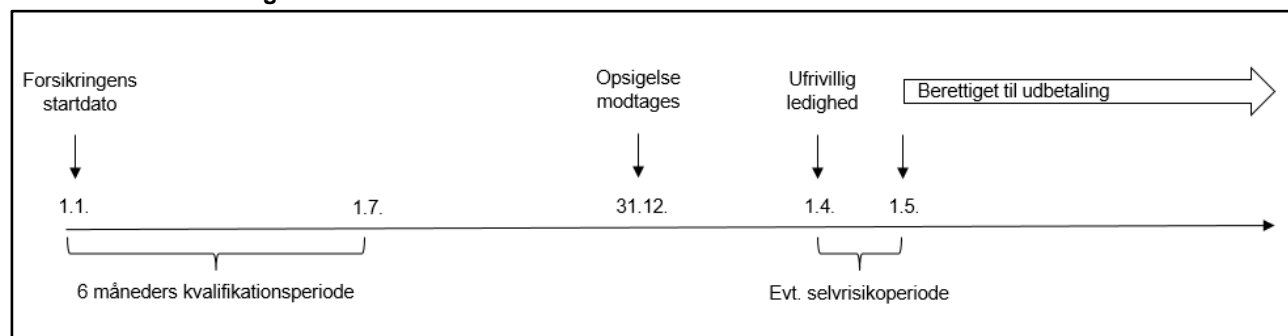 Forsikringens
startdato
Opsigelse
modtages
Ufrivillig
ledighed
Berettiget til udbetaling
1.1.
1.7.
31.12.
1.4.
1.5.
6 måneders kvalifikationsperiode
Evt. selvrisikoperiode